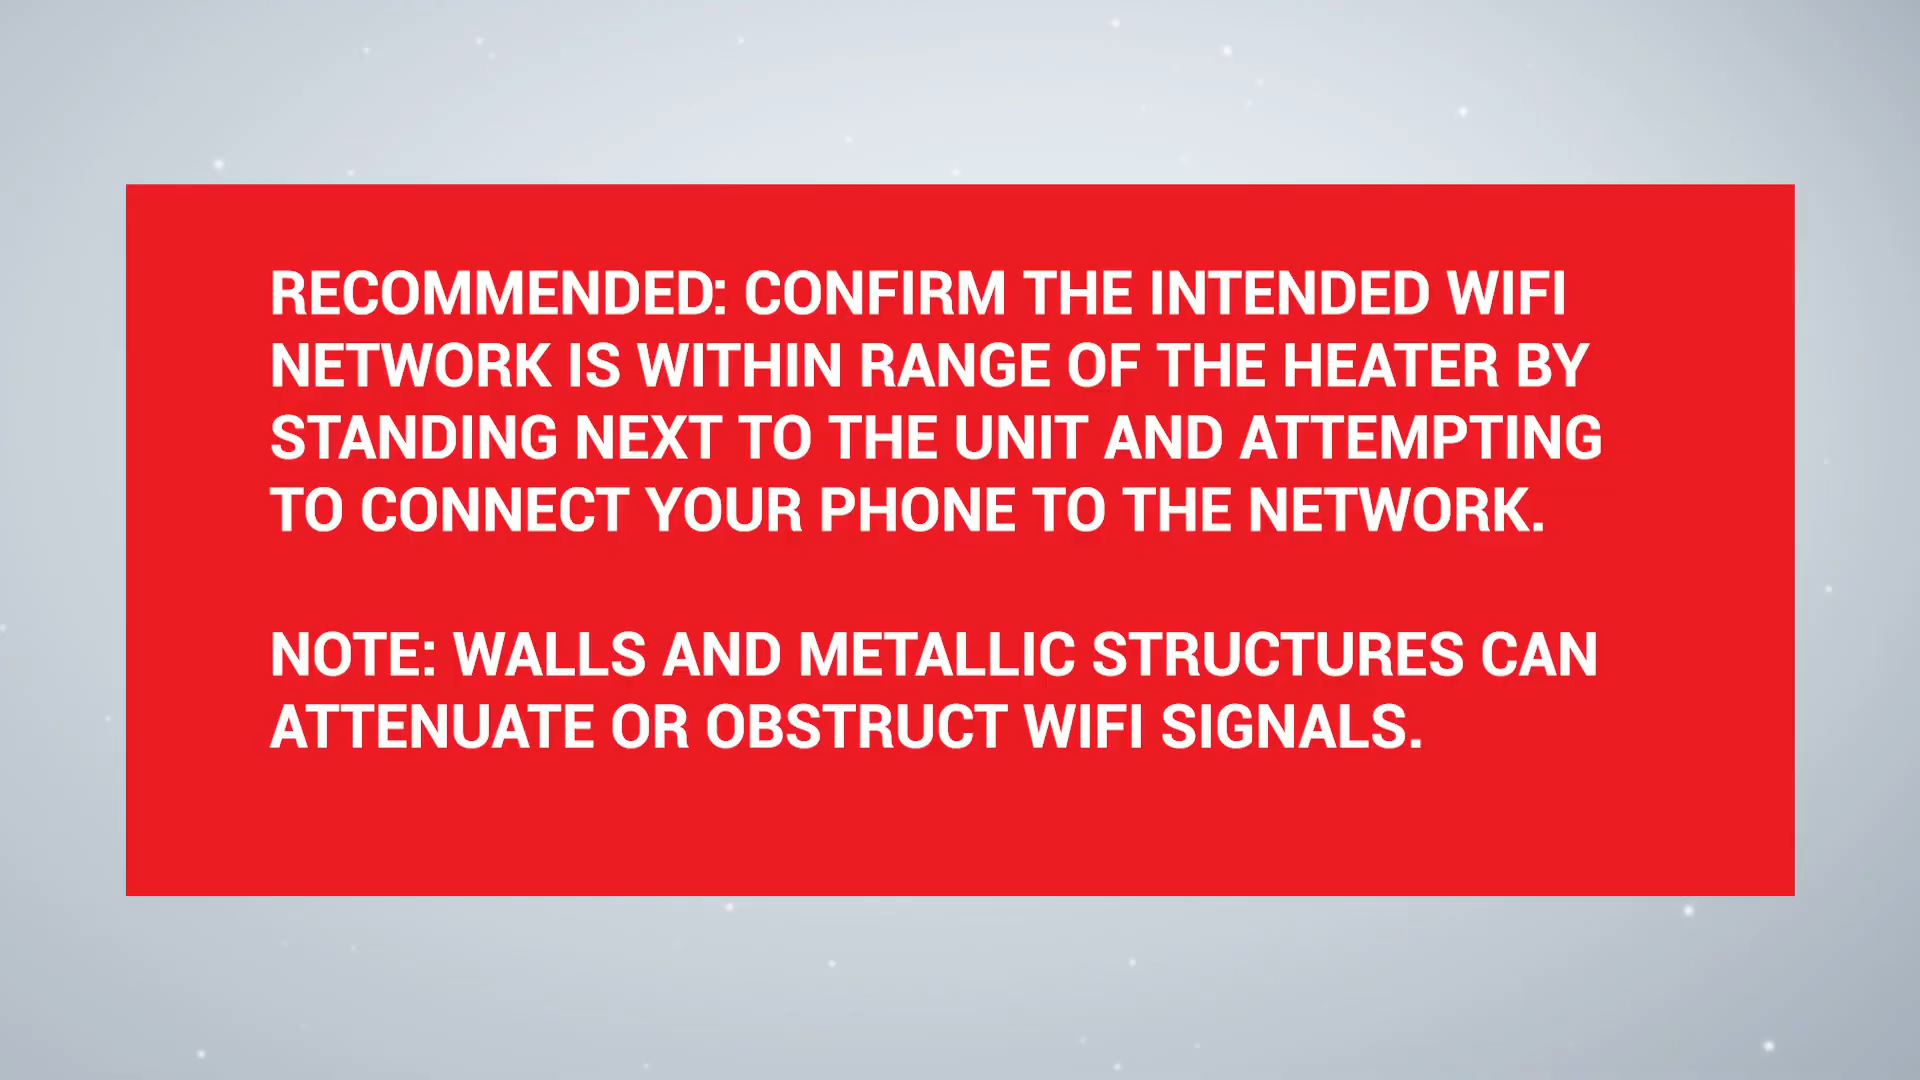 RECOMMENDED: CONFIRM THE INTENDED WIFI
NETWORK IS WITHIN RANGE OF THE HEATER BY
STANDING NEXT TO THE UNIT AND ATTEMPTING
TO CONNECT YOUR PHONE TO THE NETWORK.
NOTE: WALLS AND METALLIC STRUCTURES CAN
ATTENUATE OR OBSTRUCT WIFI SIGNALS.